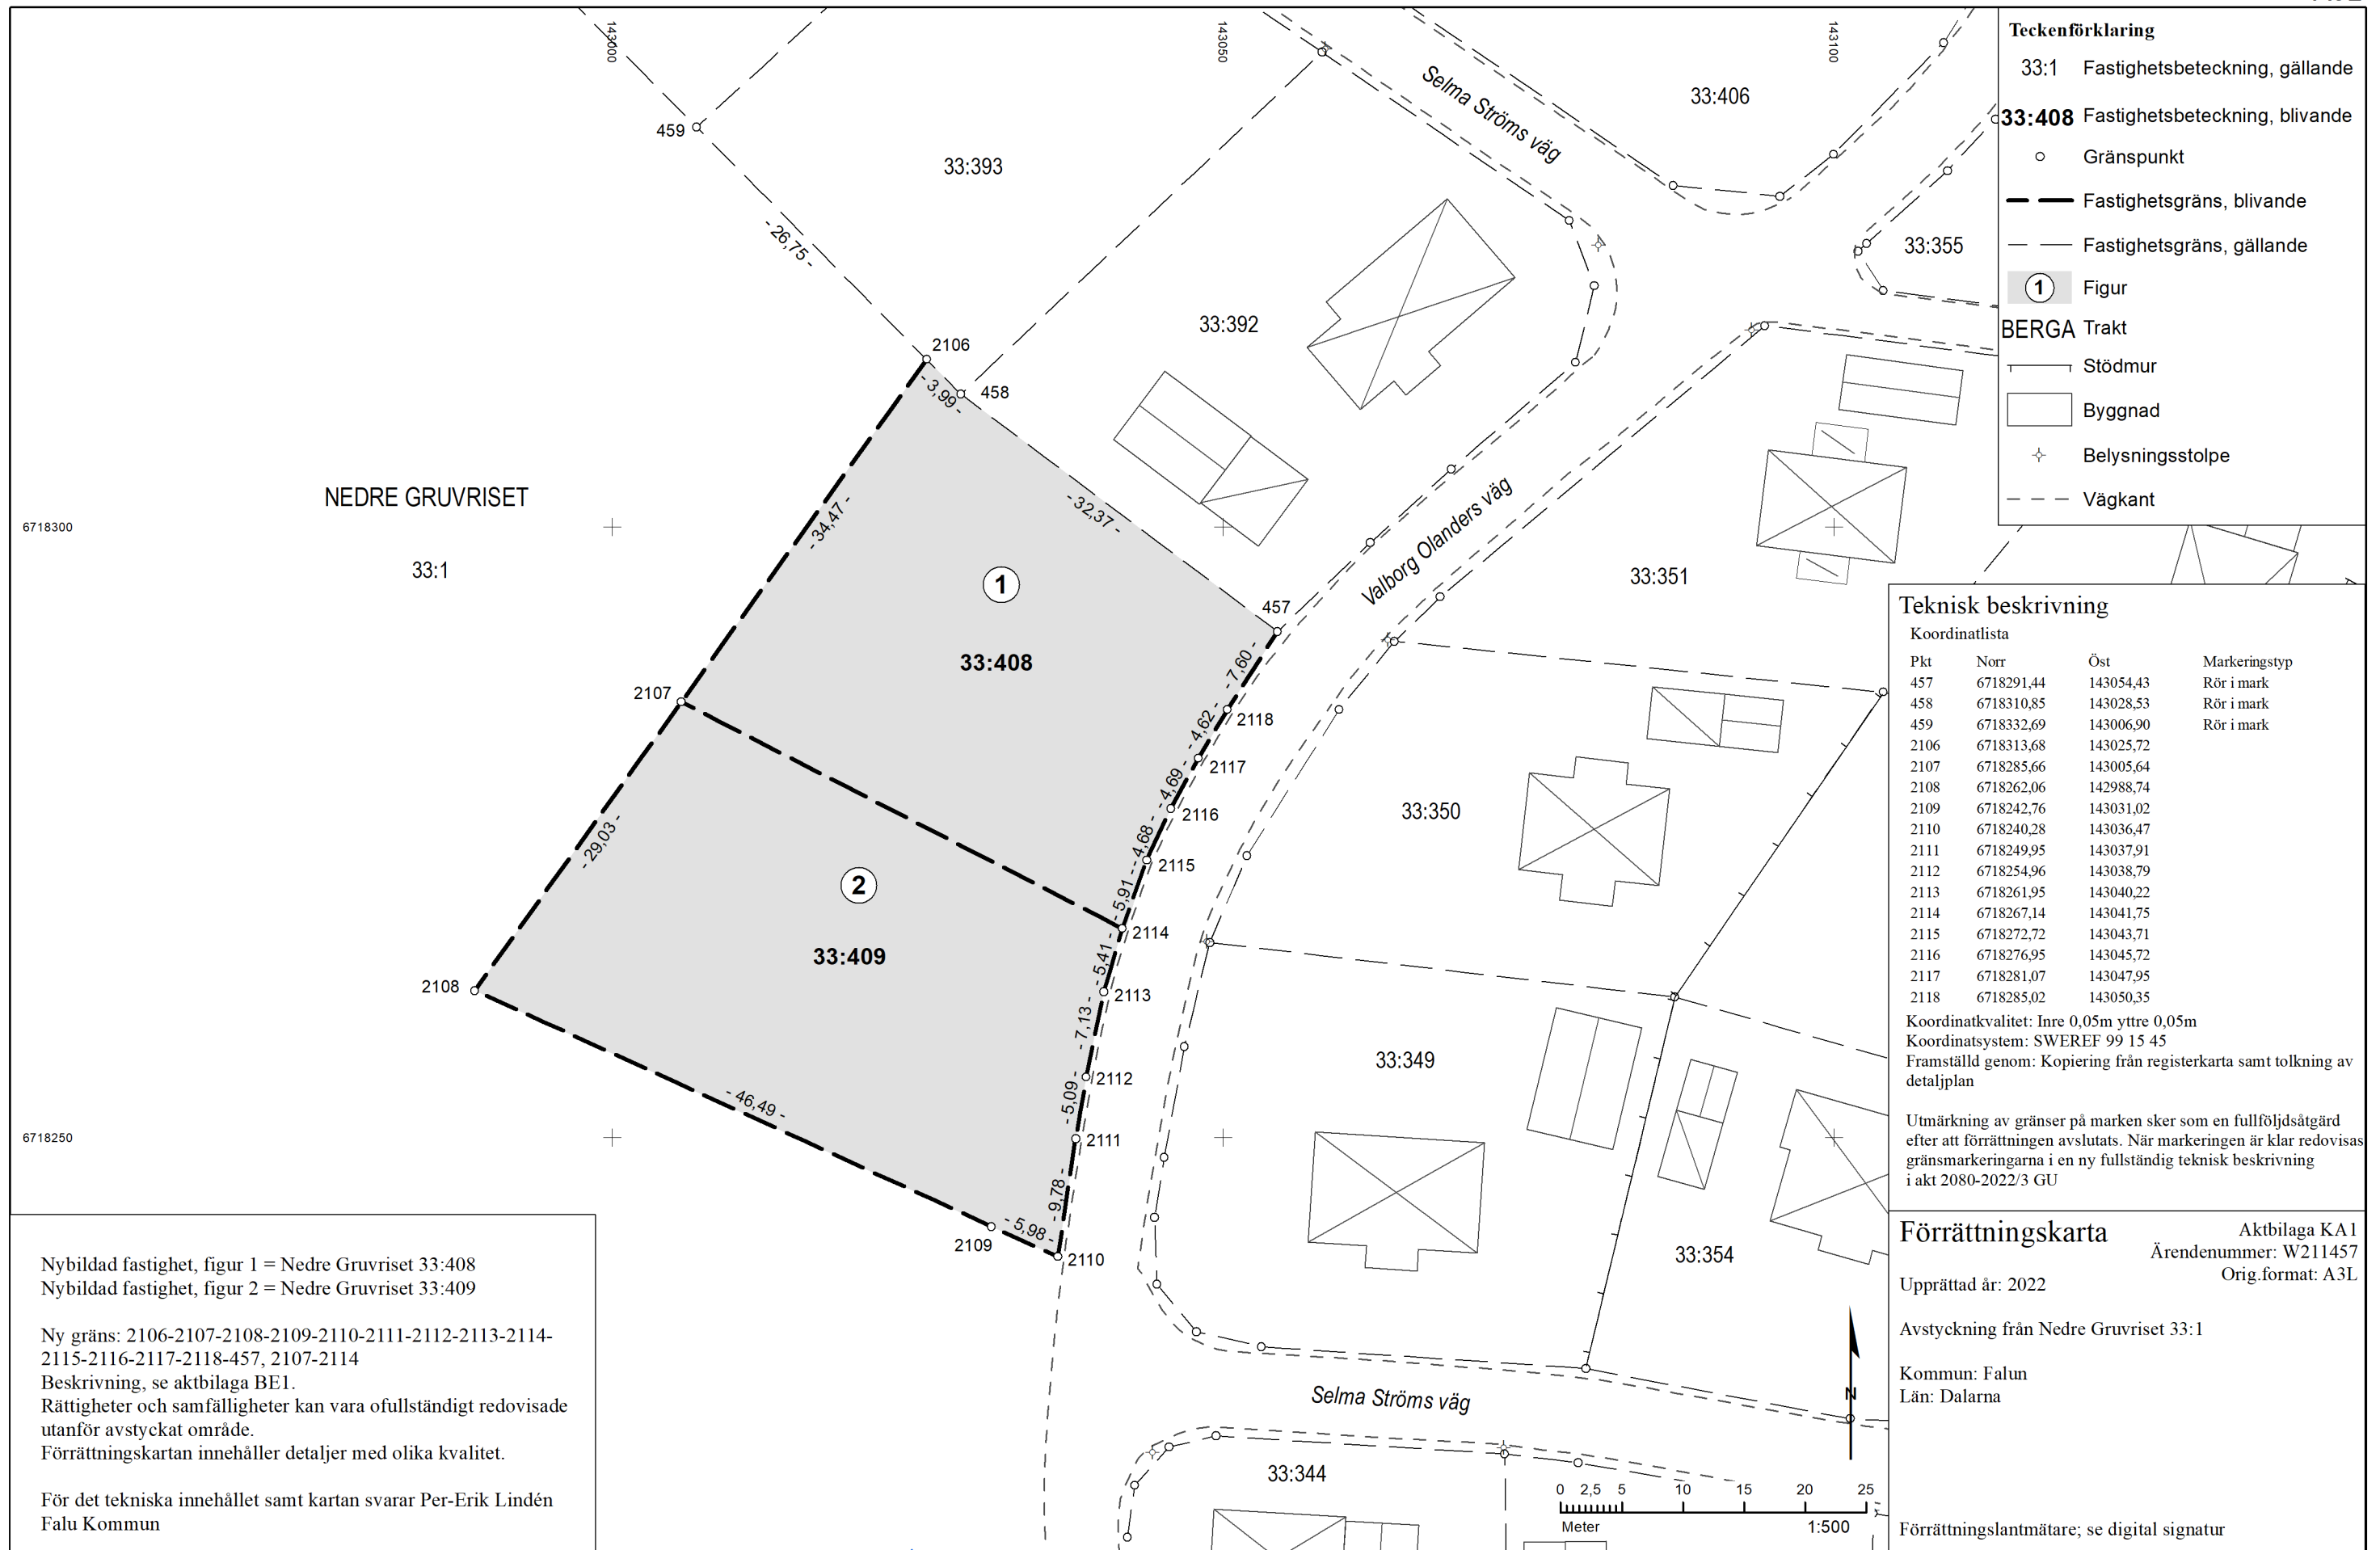 143000
143050
143100
459
33:393
- 26,75 -
Selma Ströms väg
33:406
33:355
33:392
2106
- 3,99 -
458
- 32,37 -
- 34,47 -
NEDRE GRUVRISET
33:1
6718300
1
33:408
457
- 7,60 -
Valborg Olanders väg
33:351
2107
2118
- 4,62 -
2117
- 4,69 -
2116
- 4,68 -
2115
- 5,91 -
2114
- 29,03 -
2
33:409
2108
- 5,41 -
2113
- 7,13 -
2112
- 5,09 -
2111
- 9,78 -
- 46,49 -
2109
- 5,98 -
2110
6718250
33:350
33:349
33:354
Selma Ströms väg
33:344
Teckenförklaring
33:1 Fastighetsbeteckning, gällande
33:408 Fastighetsbeteckning, blivande
Gränspunkt
Fastighetsgräns, blivande
Fastighetsgräns, gällande
1 Figur
BERGA Trakt
Stödmur
Byggnad
Belysningsstolpe
Vägkant
Teknisk beskrivning
Koordinatlista
Pkt Norr Öst Markeringstyp
457 6718291,44 143054,43 Rör i mark
458 6718310,85 143028,53 Rör i mark
459 6718332,69 143006,90 Rör i mark
2106 6718313,68 143025,72
2107 6718285,66 143005,64
2108 6718262,06 142988,74
2109 6718242,76 143031,02
2110 6718240,28 143036,47
2111 6718249,95 143037,91
2112 6718254,96 143038,79
2113 6718261,95 143040,22
2114 6718267,14 143041,75
2115 6718272,72 143043,71
2116 6718276,95 143045,72
2117 6718281,07 143047,95
2118 6718285,02 143050,35
Koordinatkvalitet: Inre 0,05m yttre 0,05m
Koordinatsystem: SWEREF 99 15 45
Framställd genom: Kopiering från registerkarta samt tolkning av
detaljplan
Utmärkning av gränser på marken sker som en fullföljdsåtgärd
efter att förrättningen avslutats. När markeringen är klar redovisas
gränsmarkeringarna i en ny fullständig teknisk beskrivning
i akt 2080-2022/3 GU
Förrättningskarta
Aktbilaga KA1
Ärendenummer: W211457
Orig.format: A3L
Upprättad år: 2022
Avstyckning från Nedre Gruvriset 33:1
Kommun: Falun
Län: Dalarna
Förrättningslantmätare; se digital signatur
N
0 2,5 5 10 15 20 25
Meter 1:500
Nybildad fastighet, figur 1 = Nedre Gruvriset 33:408
Nybildad fastighet, figur 2 = Nedre Gruvriset 33:409
Ny gräns: 2106-2107-2108-2109-2110-2111-2112-2113-2114-
2115-2116-2117-2118-457, 2107-2114
Beskrivning, se aktbilaga BE1.
Rättigheter och samfälligheter kan vara ofullständigt redovisade
utanför avstyckat område.
Förrättningskartan innehåller detaljer med olika kvalitet.
För det tekniska innehållet samt kartan svarar Per-Erik Lindén
Falu Kommun